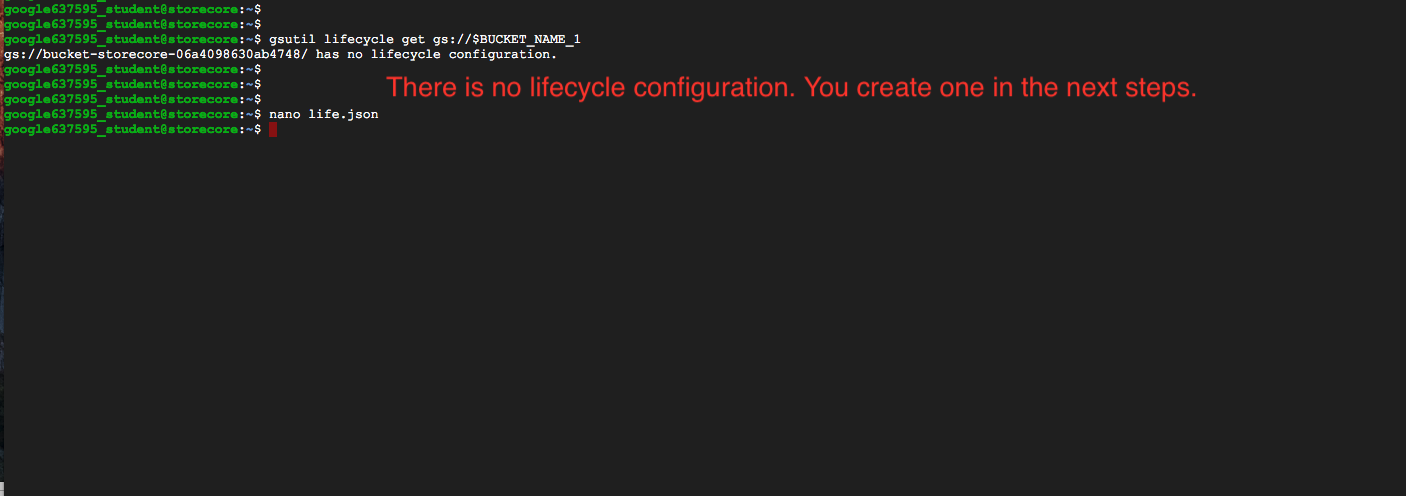 google637595_student@storecore:~$
google637595_student@storecore:~$
google637595_student@storecore:~$ gsutil lifecycle get gs://$BUCKET_NAME_1
gs://bucket-storecore-06a4098630ab4748/ has no lifecycle configuration.
google637595_student@storecore:~$
There is no lifecycle configuration. You create one in the next steps.
google637595_student@storecore:~$
google637595_student@storecore:~$
google637595_student@storecore:~$ nano life.json
google637595_student@storecore:~$